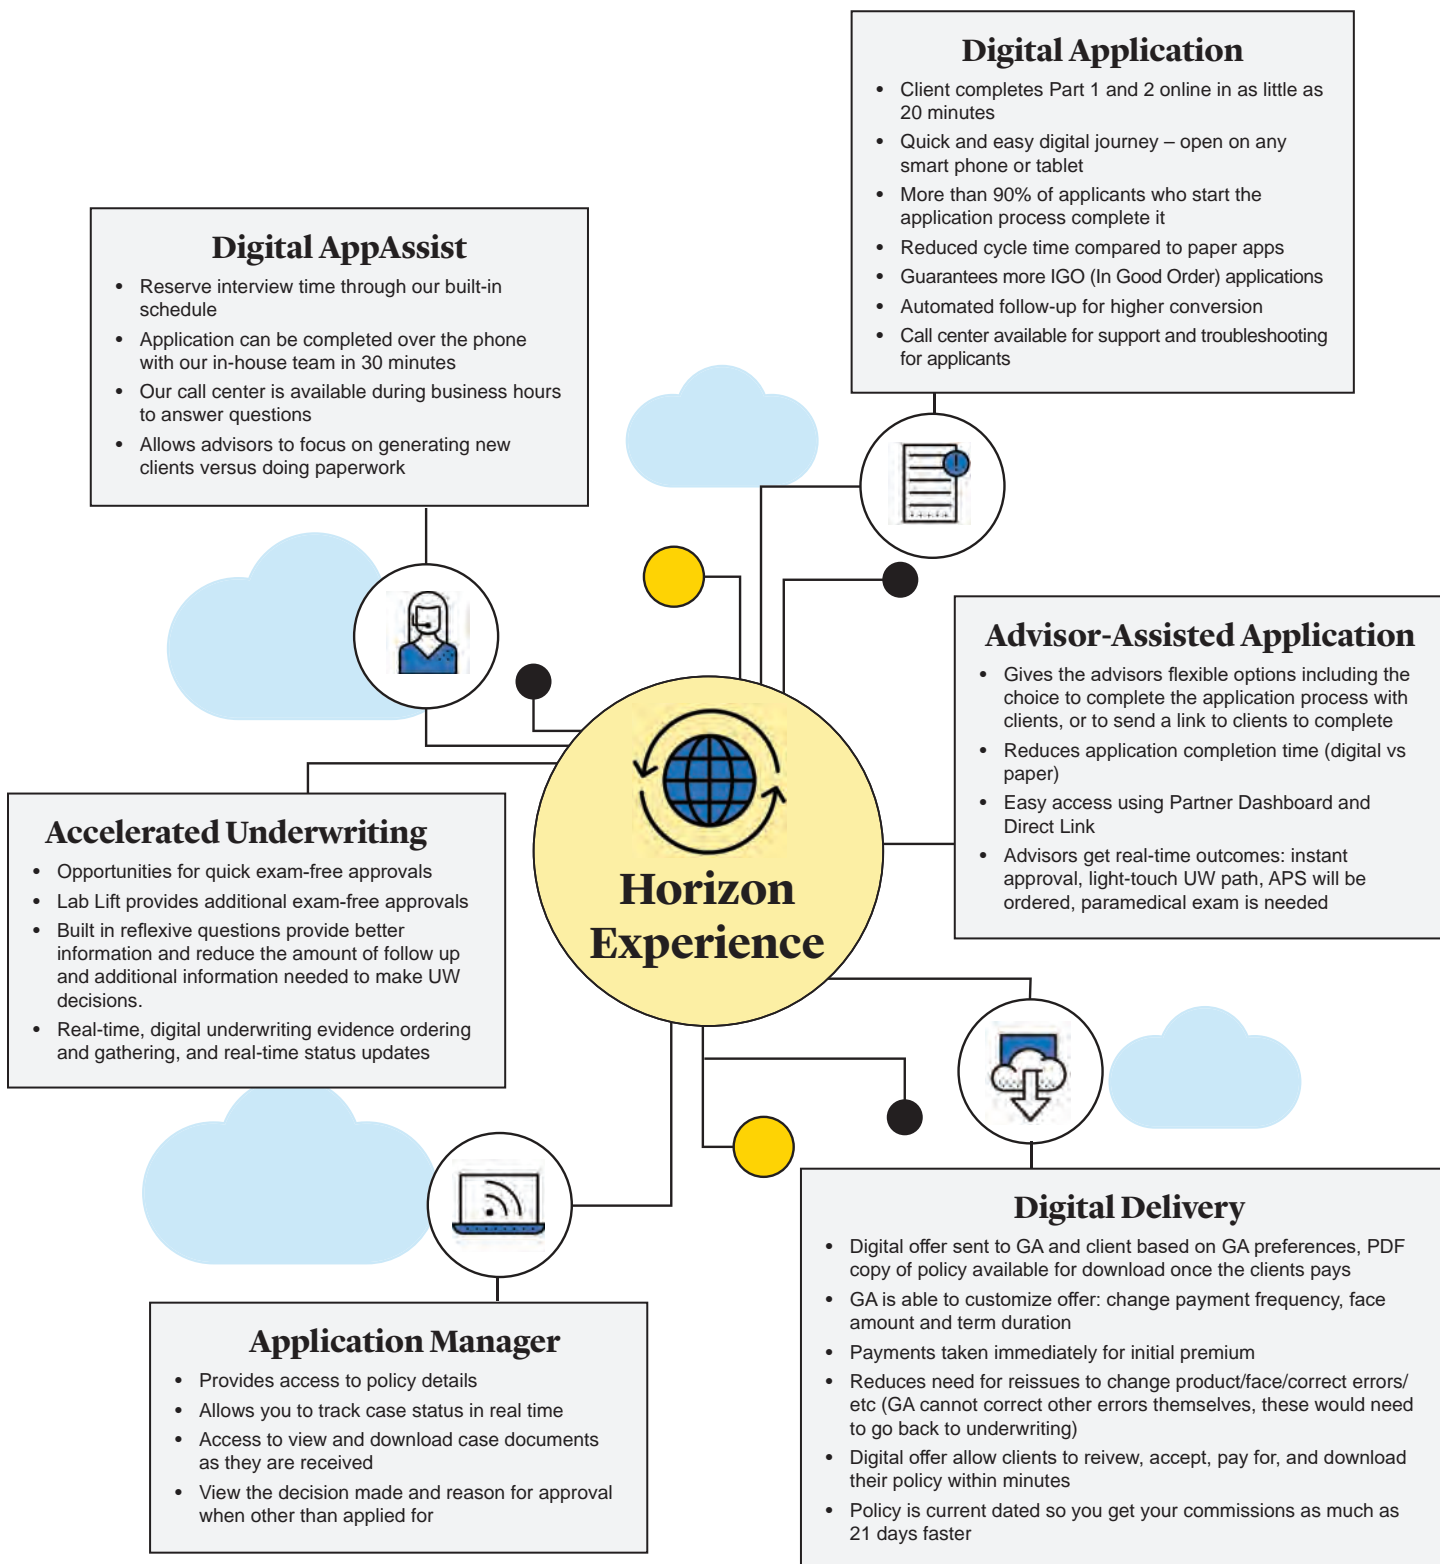 Digital Application
• Client completes Part 1 and 2 online in as little as
20 minutes
• Quick and easy digital journey – open on any
smart phone or tablet
• More than 90% of applicants who start the
application process complete it
• Reduced cycle time compared to paper apps
• Guarantees more IGO (In Good Order) applications
• Automated follow-up for higher conversion
• Call center available for support and troubleshooting
for applicants
Digital AppAssist
• Reserve interview time through our built-in
schedule
• Application can be completed over the phone
with our in-house team in 30 minutes
• Our call center is available during business hours
to answer questions
• Allows advisors to focus on generating new
clients versus doing paperwork
Advisor-Assisted Application
• Gives the advisors flexible options including the
choice to complete the application process with
clients, or to send a link to clients to complete
• Reduces application completion time (digital vs
paper)
• Easy access using Partner Dashboard and
Direct Link
• Advisors get real-time outcomes: instant
approval, light-touch UW path, APS will be
ordered, paramedical exam is needed
Horizon
Experience
Accelerated Underwriting
• Opportunities for quick exam-free approvals
• Lab Lift provides additional exam-free approvals
• Built in reflexive questions provide better
information and reduce the amount of follow up
and additional information needed to make UW
decisions.
• Real-time, digital underwriting evidence ordering
and gathering, and real-time status updates
Digital Delivery
• Digital offer sent to GA and client based on GA preferences, PDF
copy of policy available for download once the clients pays
• GA is able to customize offer: change payment frequency, face
amount and term duration
• Payments taken immediately for initial premium
• Reduces need for reissues to change product/face/correct errors/
etc (GA cannot correct other errors themselves, these would need
to go back to underwriting)
• Digital offer allow clients to reivew, accept, pay for, and download
their policy within minutes
• Policy is current dated so you get your commissions as much as
21 days faster
Application Manager
• Provides access to policy details
• Allows you to track case status in real time
• Access to view and download case documents
as they are received
• View the decision made and reason for approval
when other than applied for